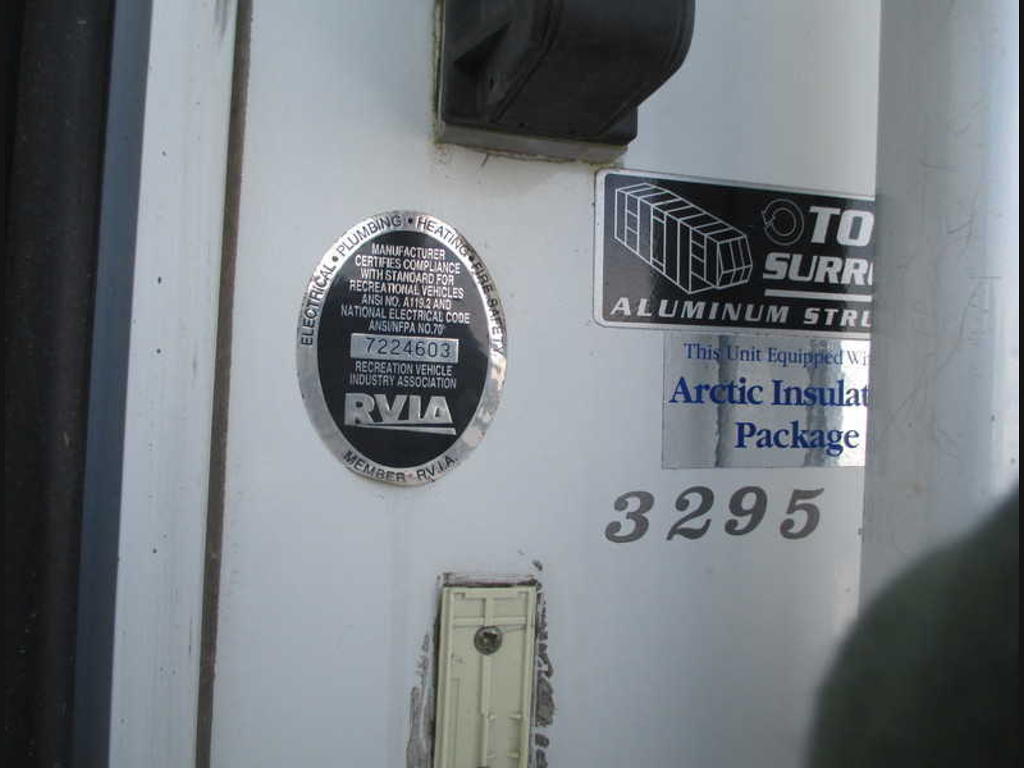 ELECTRICAL • PLUMBING • HEATING • FIRE SAFETY
MANUFACTURER
CERTIFIES COMPLIANCE
WITH STANDARD FOR
RECREATIONAL VEHICLES
ANSI NO. A119.2 AND
NATIONAL ELECTRICAL CODE
ANSI/NFPA NO. 70
7224603
RECREATION VEHICLE
INDUSTRY ASSOCIATION
RVIA
MEMBER • R.V.I.A.
TO
SURR
ALUMINUM STRU
This Unit Equipped Wi
Arctic Insulat
Package
3295